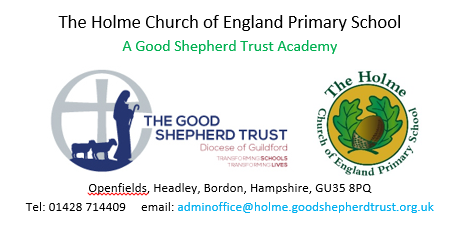 The Holme Church of England Primary School
A Good Shepherd Trust Academy
THE GOOD
SHEPHERD TRUST
Diocese of Guildford
TRANSFORMING SCHOOLS
TRANSFORMING LIVES
The Holme
Church of England Primary School
Openfields, Headley, Bordon, Hampshire, GU35 8PQ
Tel: 01428 714409 email: adminoffice@holme.goodshepherdtrust.org.uk